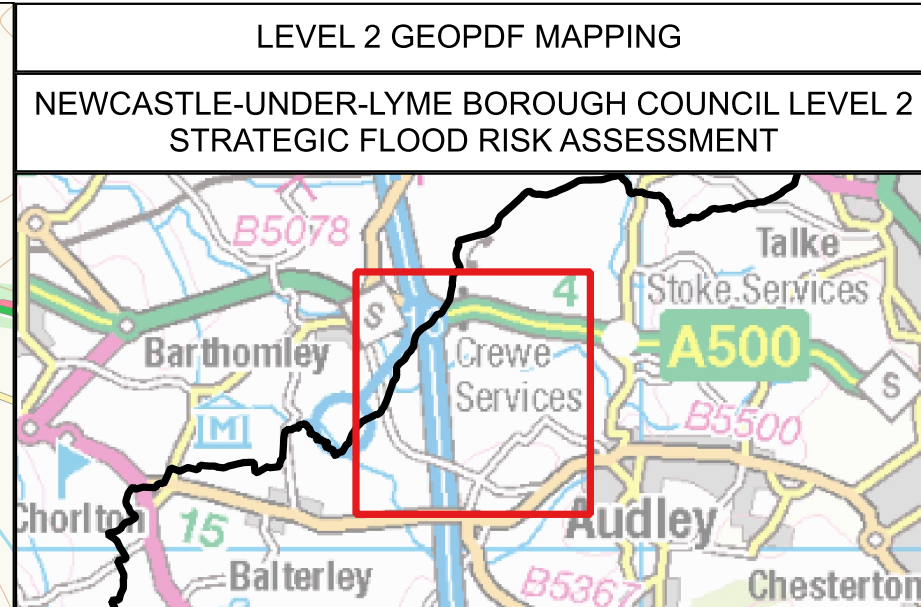 LEVEL 2 GEOPDF MAPPING
NEWCASTLE-UNDER-LYME BOROUGH COUNCIL LEVEL 2
STRATEGIC FLOOD RISK ASSESSMENT
B5078
Talke
4
Stoke Services
S
16
A500
Barthomley
Crewe
Services
S
M
B5500
Chorlton
15
Audley
Balterley
B5367
Chesterton